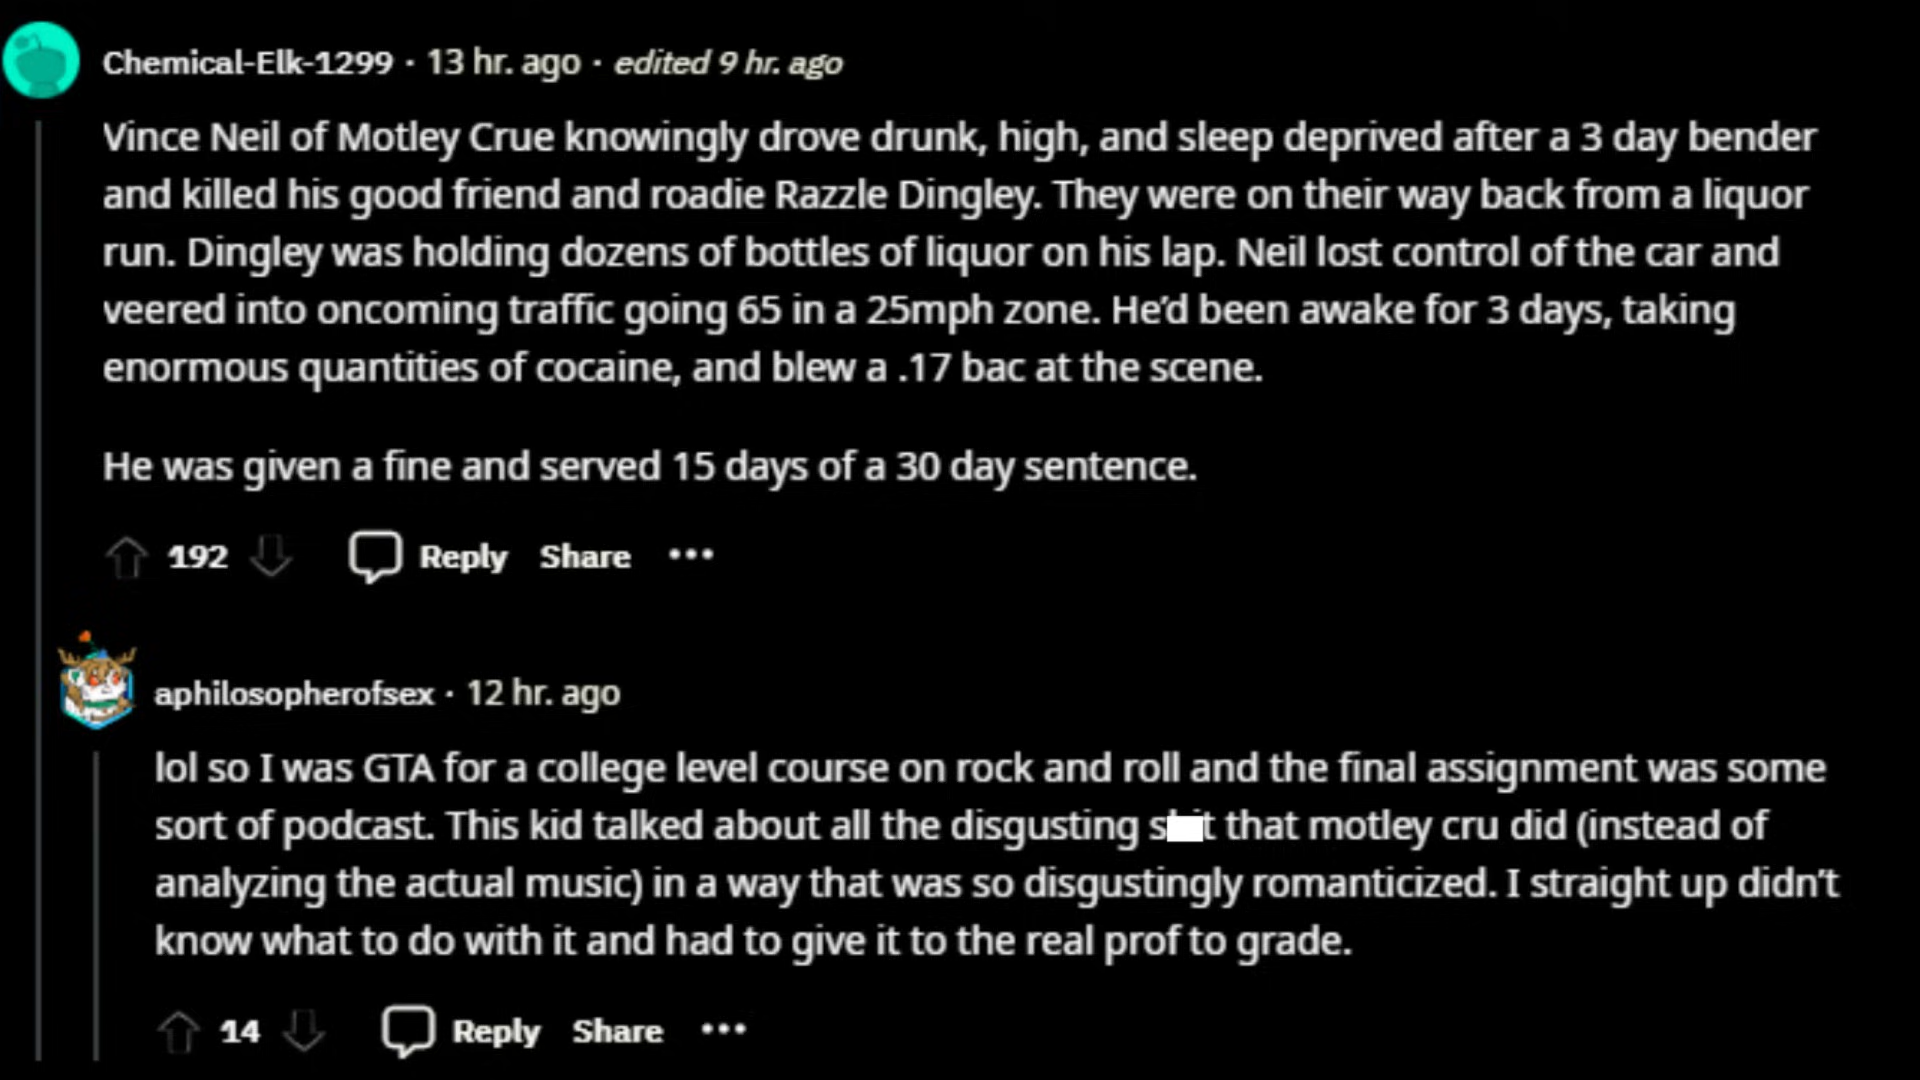 Chemical-Elk-1299 · 13 hr. ago · edited 9 hr. ago
Vince Neil of Motley Crue knowingly drove drunk, high, and sleep deprived after a 3 day bender
and killed his good friend and roadie Razzle Dingley. They were on their way back from a liquor
run. Dingley was holding dozens of bottles of liquor on his lap. Neil lost control of the car and
veered into oncoming traffic going 65 in a 25mph zone. He’d been awake for 3 days, taking
enormous quantities of cocaine, and blew a .17 bac at the scene.
He was given a fine and served 15 days of a 30 day sentence.
192 Reply Share •••
aphilosopherofsex · 12 hr. ago
lol so I was GTA for a college level course on rock and roll and the final assignment was some
sort of podcast. This kid talked about all the disgusting s t that motley cru did (instead of
analyzing the actual music) in a way that was so disgustingly romanticized. I straight up didn’t
know what to do with it and had to give it to the real prof to grade.
14 Reply Share •••